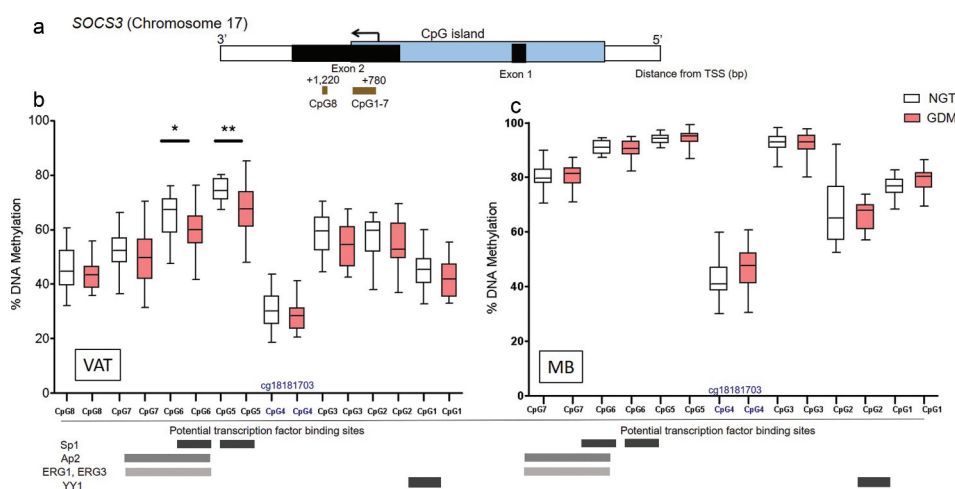 a SOCS3 (Chromosome 17)
3' CpG island 5'
Exon 2 Exon 1 Distance from TSS (bp)
+1,220 +780
CpG8 CpG1-7
b
% DNA Methylation
100
80
60
40
20
0
* **
VAT
cg18181703
CpG8 CpG8 CpG7 CpG7 CpG6 CpG6 CpG5 CpG5 CpG4 CpG4 CpG3 CpG3 CpG2 CpG2 CpG1 CpG1
c
NGT
GDM
% DNA Methylation
100
80
60
40
20
0
MB
cg18181703
CpG7 CpG7 CpG6 CpG6 CpG5 CpG5 CpG4 CpG4 CpG3 CpG3 CpG2 CpG2 CpG1 CpG1
Potential transcription factor binding sites Potential transcription factor binding sites
Sp1
Ap2
ERG1, ERG3
YY1